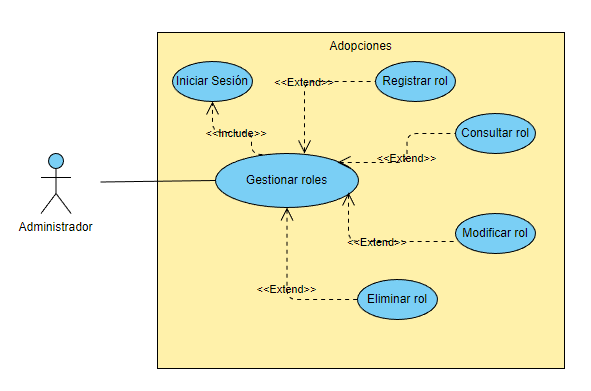 Adopciones
Iniciar Sesión
<<Extend>>
Registrar rol
<<Include>>
Consultar rol
<<Extend>>
Gestionar roles
Administrador
Modificar rol
<<Extend>>
<<Extend>>
Eliminar rol